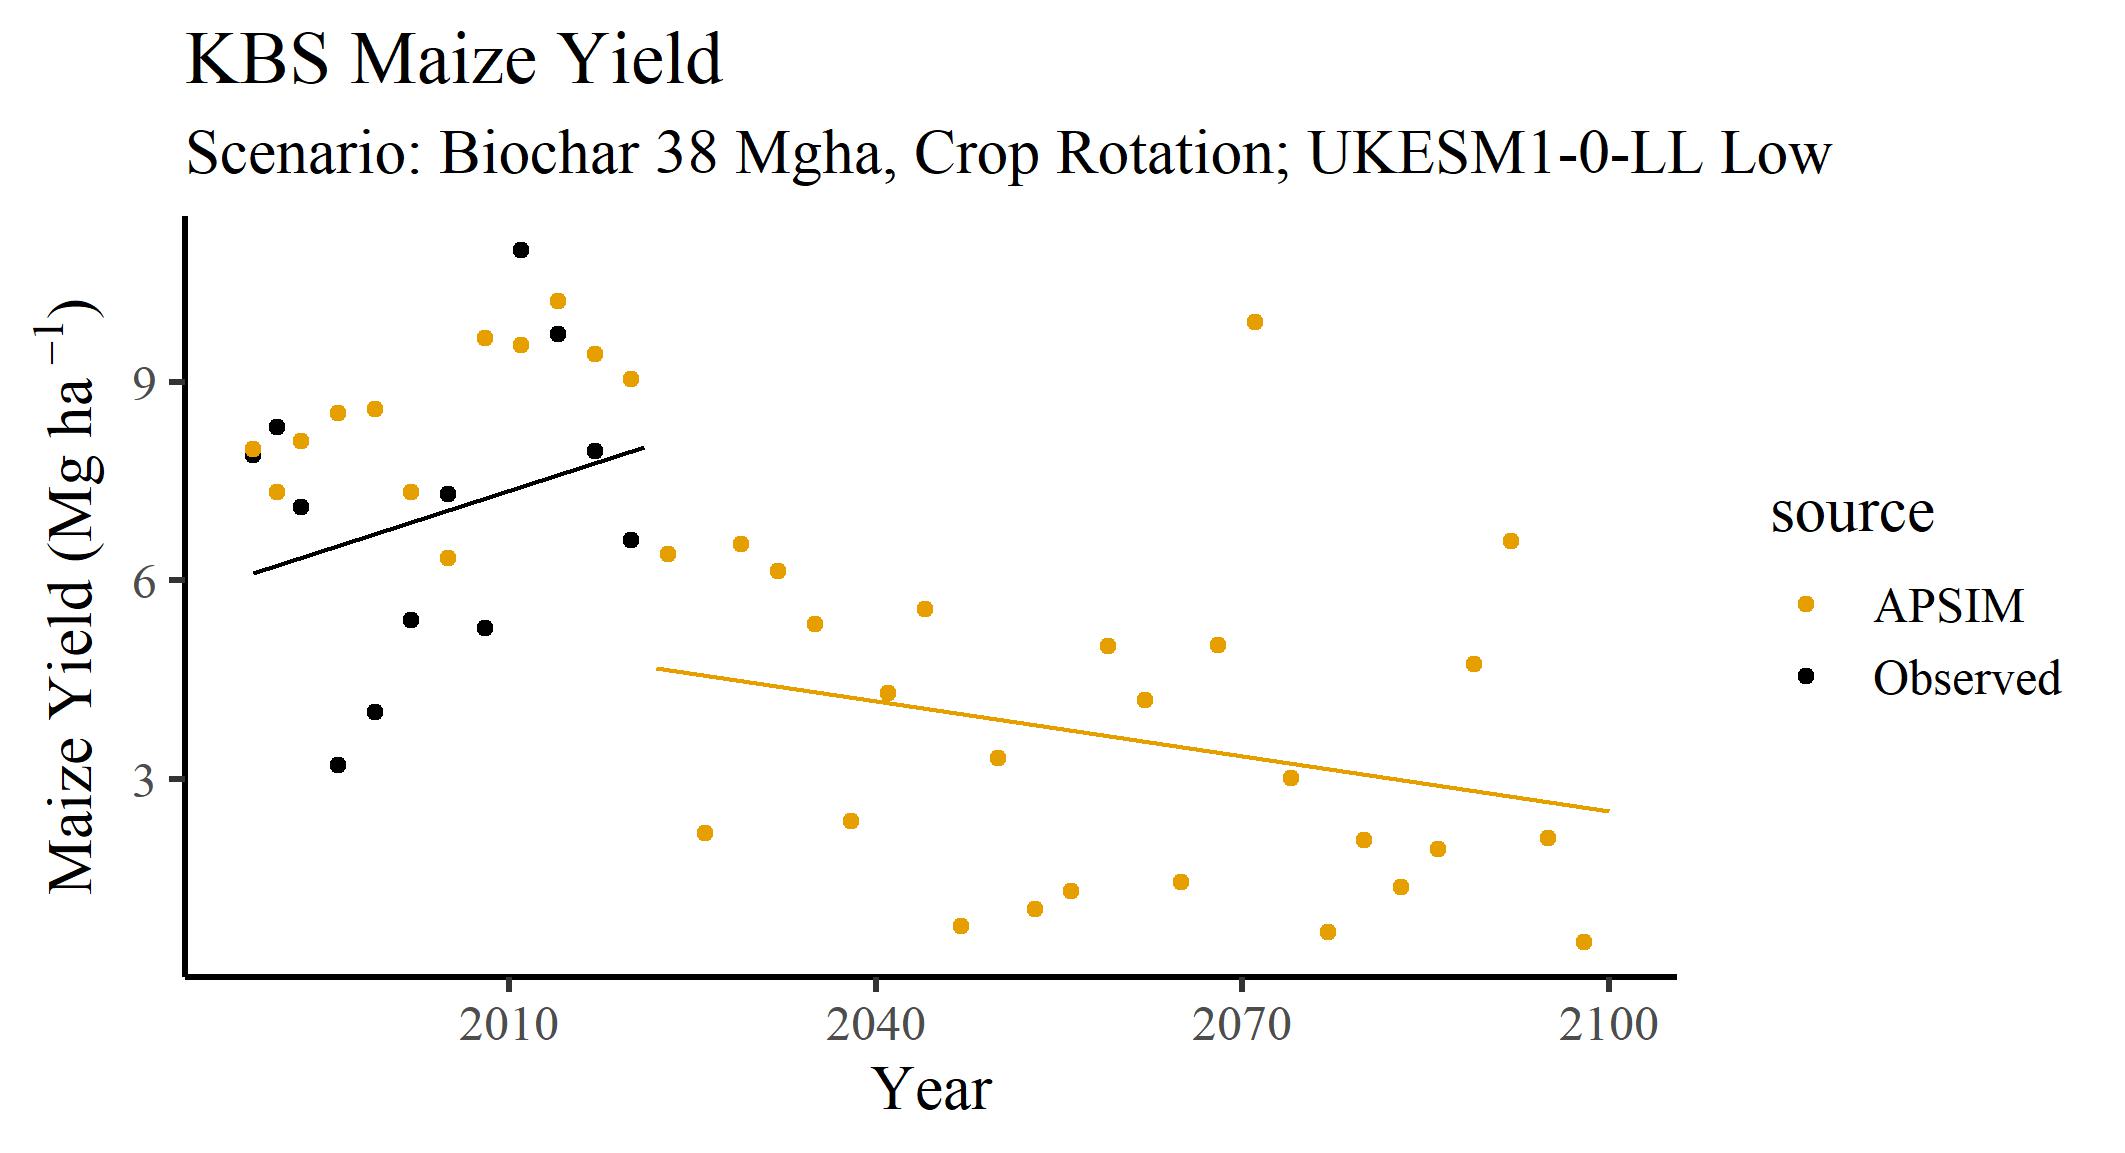 KBS Maize Yield
Scenario: Biochar 38 Mgha, Crop Rotation; UKESM1-0-LL Low
Maize Yield (Mg ha⁻¹)
9
6
3
2010
2040
2070
2100
Year
source
APSIM
Observed